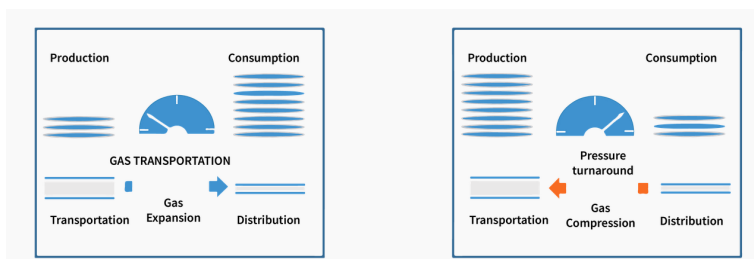 Production
Consumption
GAS TRANSPORTATION
Transportation
Gas
Expansion
Distribution
Production
Consumption
Pressure
turnaround
Transportation
Gas
Compression
Distribution